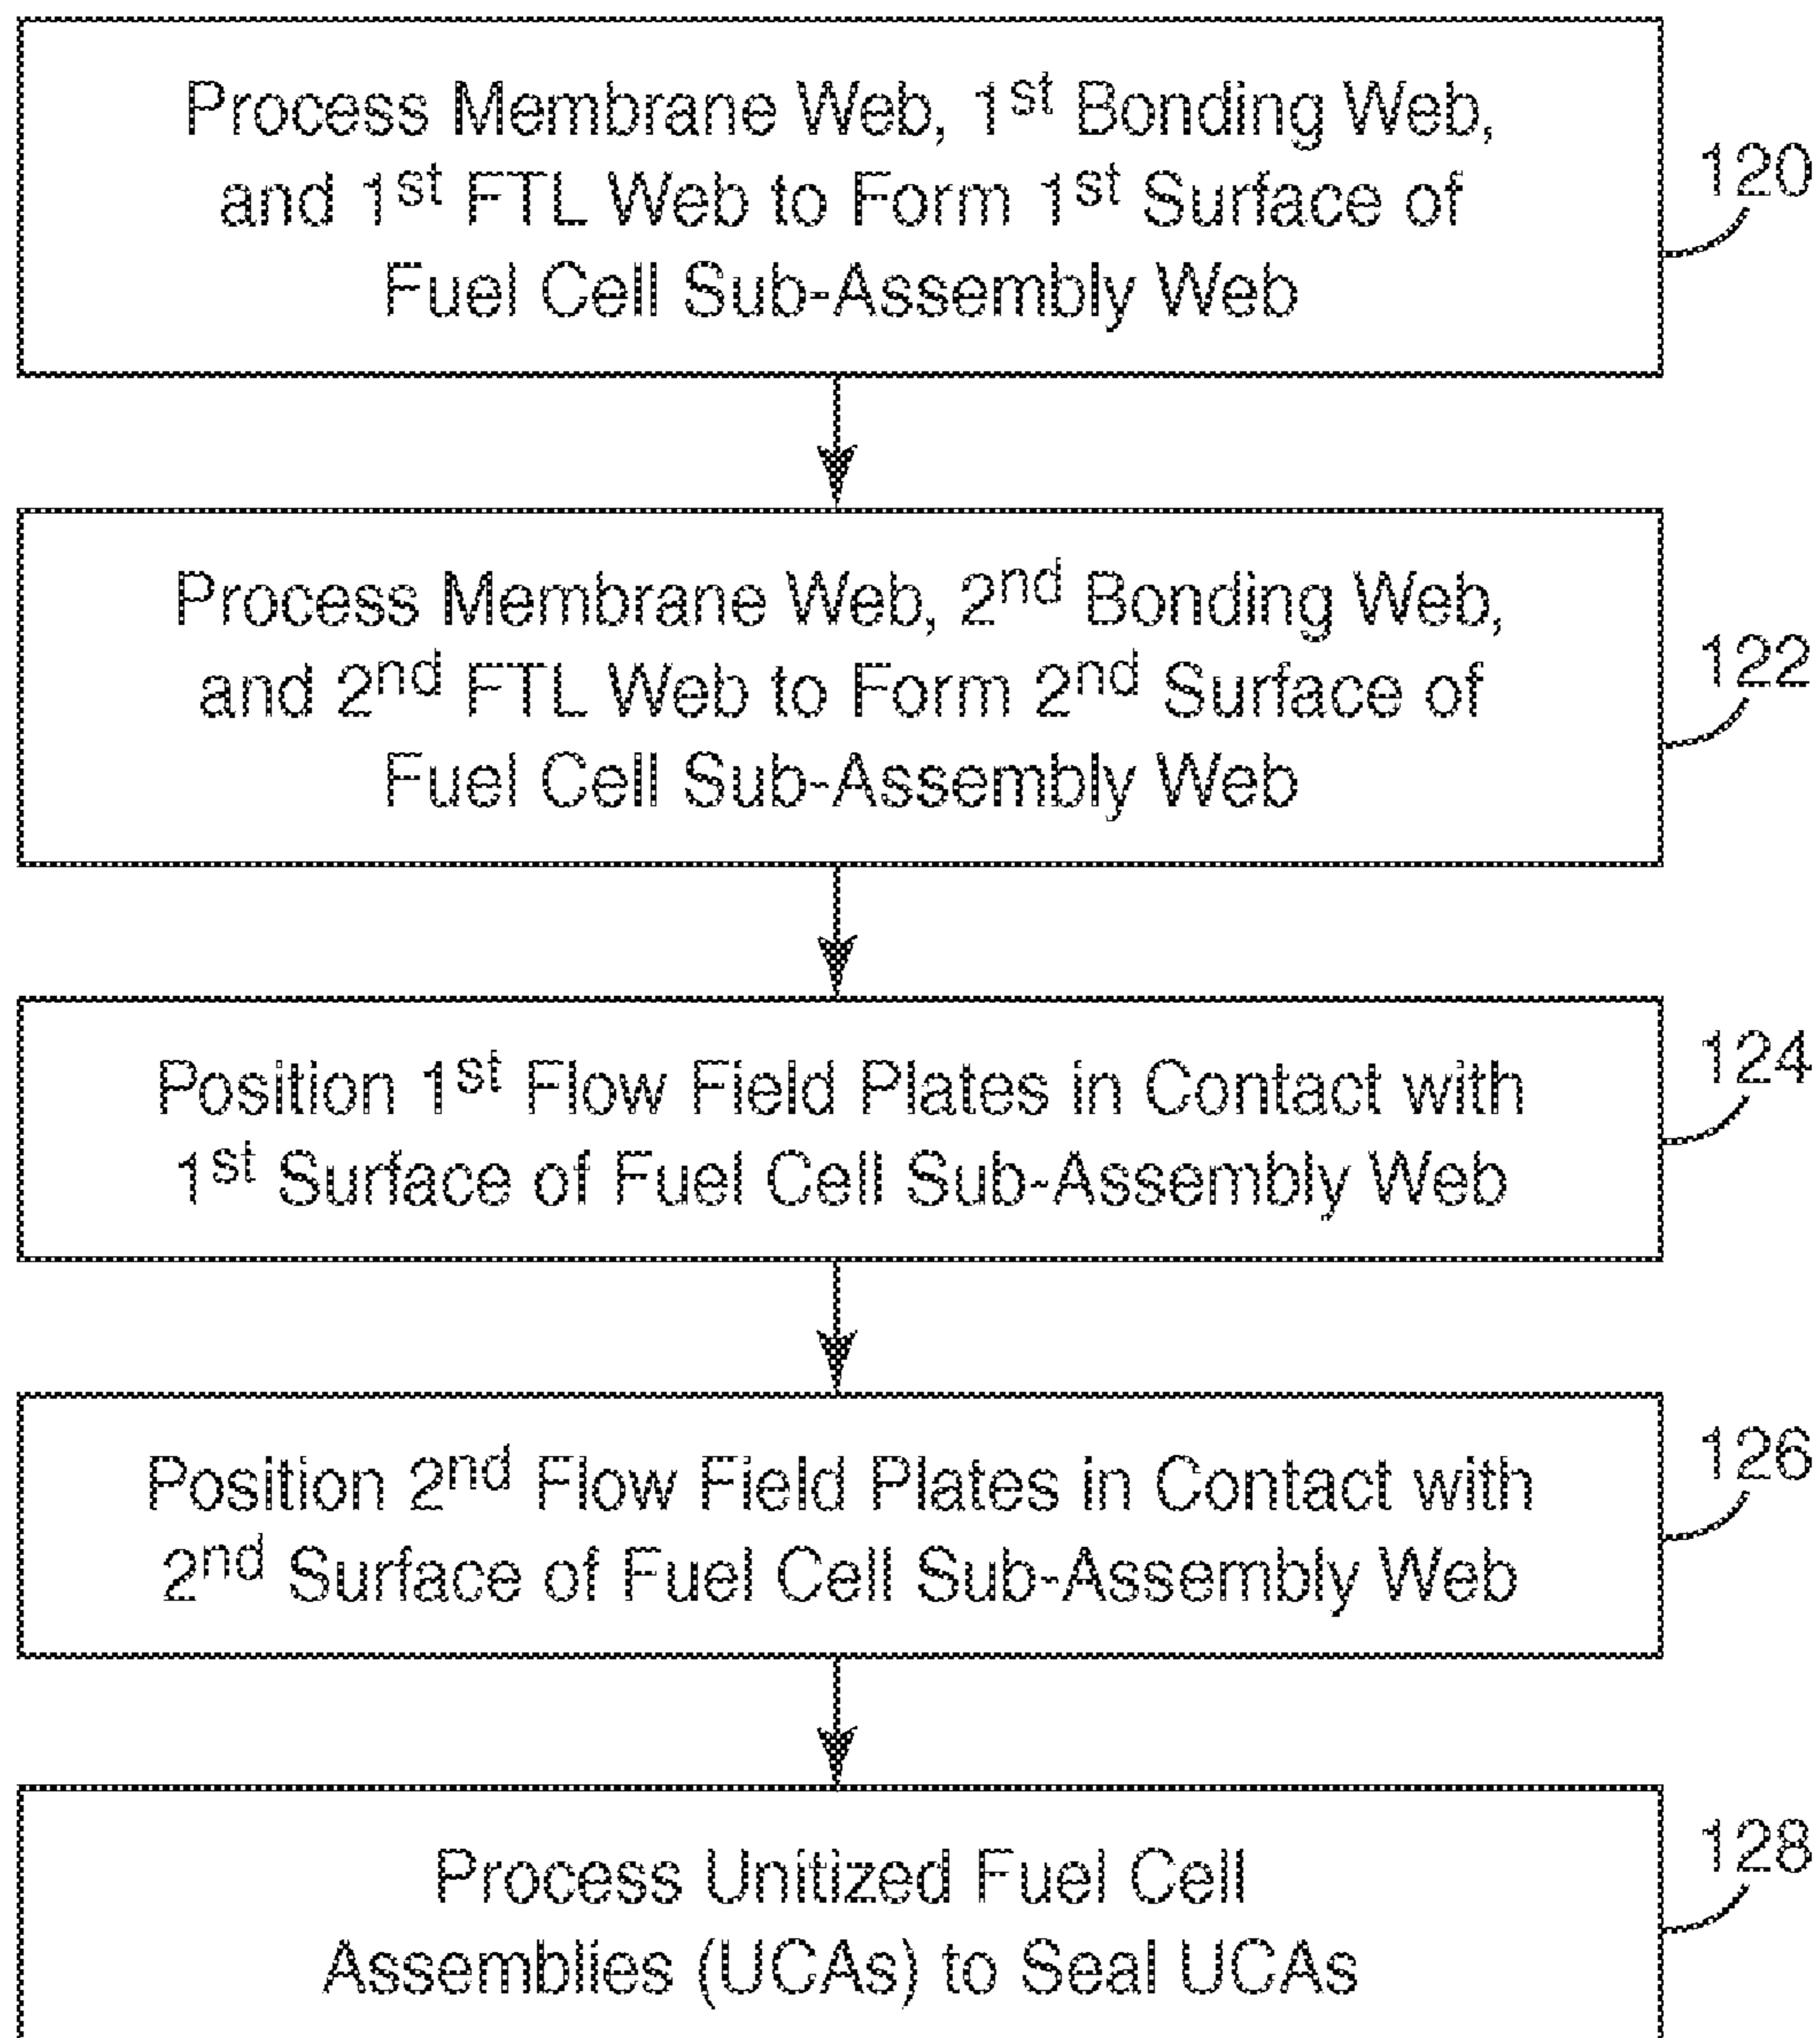 Process Membrane Web, 1st Bonding Web,
and 1st FTL Web to Form 1st Surface of
Fuel Cell Sub-Assembly Web
120
Process Membrane Web, 2nd Bonding Web,
and 2nd FTL Web to Form 2nd Surface of
Fuel Cell Sub-Assembly Web
122
Position 1st Flow Field Plates in Contact with
1st Surface of Fuel Cell Sub-Assembly Web
124
Position 2nd Flow Field Plates in Contact with
2nd Surface of Fuel Cell Sub-Assembly Web
126
Process Unitized Fuel Cell
Assemblies (UCAs) to Seal UCAs
128